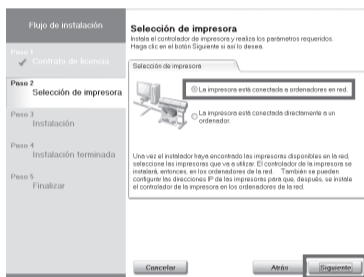 Flujo de instalación
Paso 1
Contrato de licencia
Paso 2
Selección de impresora
Paso 3
Instalación
Paso 4
Instalación terminada
Paso 5
Finalizar
Selección de impresora
Instala el controlador de impresora y realiza los parámetros requeridos.
Haga clic en el botón Siguiente si así lo desea.
Selección de impresora
La impresora está conectada a ordenadores en red.
La impresora está conectada directamente a un
ordenador.
Una vez el instalador haya encontrado las impresoras disponibles en la red,
seleccione las impresoras que va a utilizar. El controlador de la impresora se
instalará, entonces, en los ordenadores de la red. También se pueden
configurar las direcciones IP de las impresoras para que, después, se instale
el controlador de la impresora en los ordenadores de la red.
Cancelar
Atrás
Siguiente